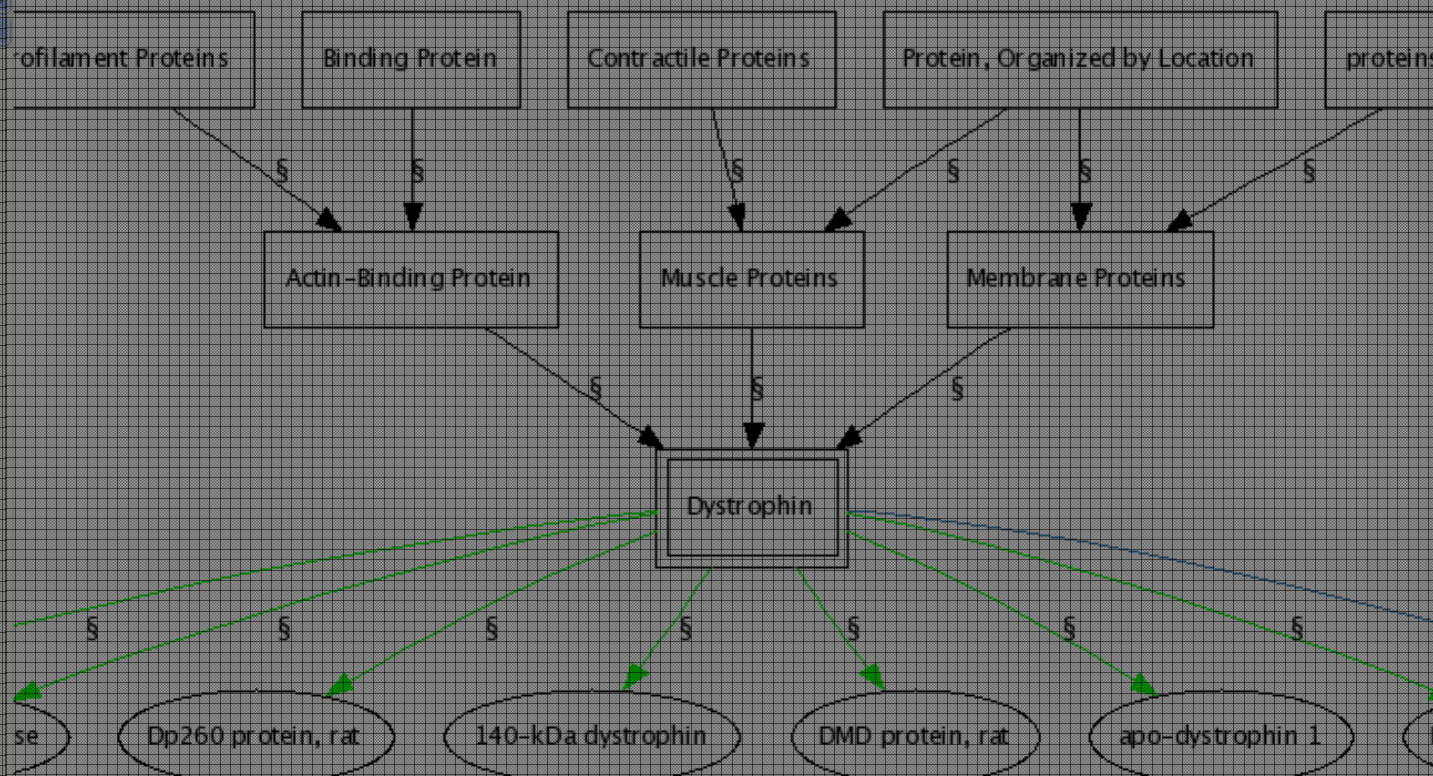 ofilament Proteins
Binding Protein
Contractile Proteins
Protein, Organized by Location
proteins
§
§
§
§
§
§
Actin-Binding Protein
Muscle Proteins
Membrane Proteins
§
§
§
Dystrophin
§
§
§
§
§
§
§
se
Dp260 protein, rat
140-kDa dystrophin
DMD protein, rat
apo-dystrophin 1